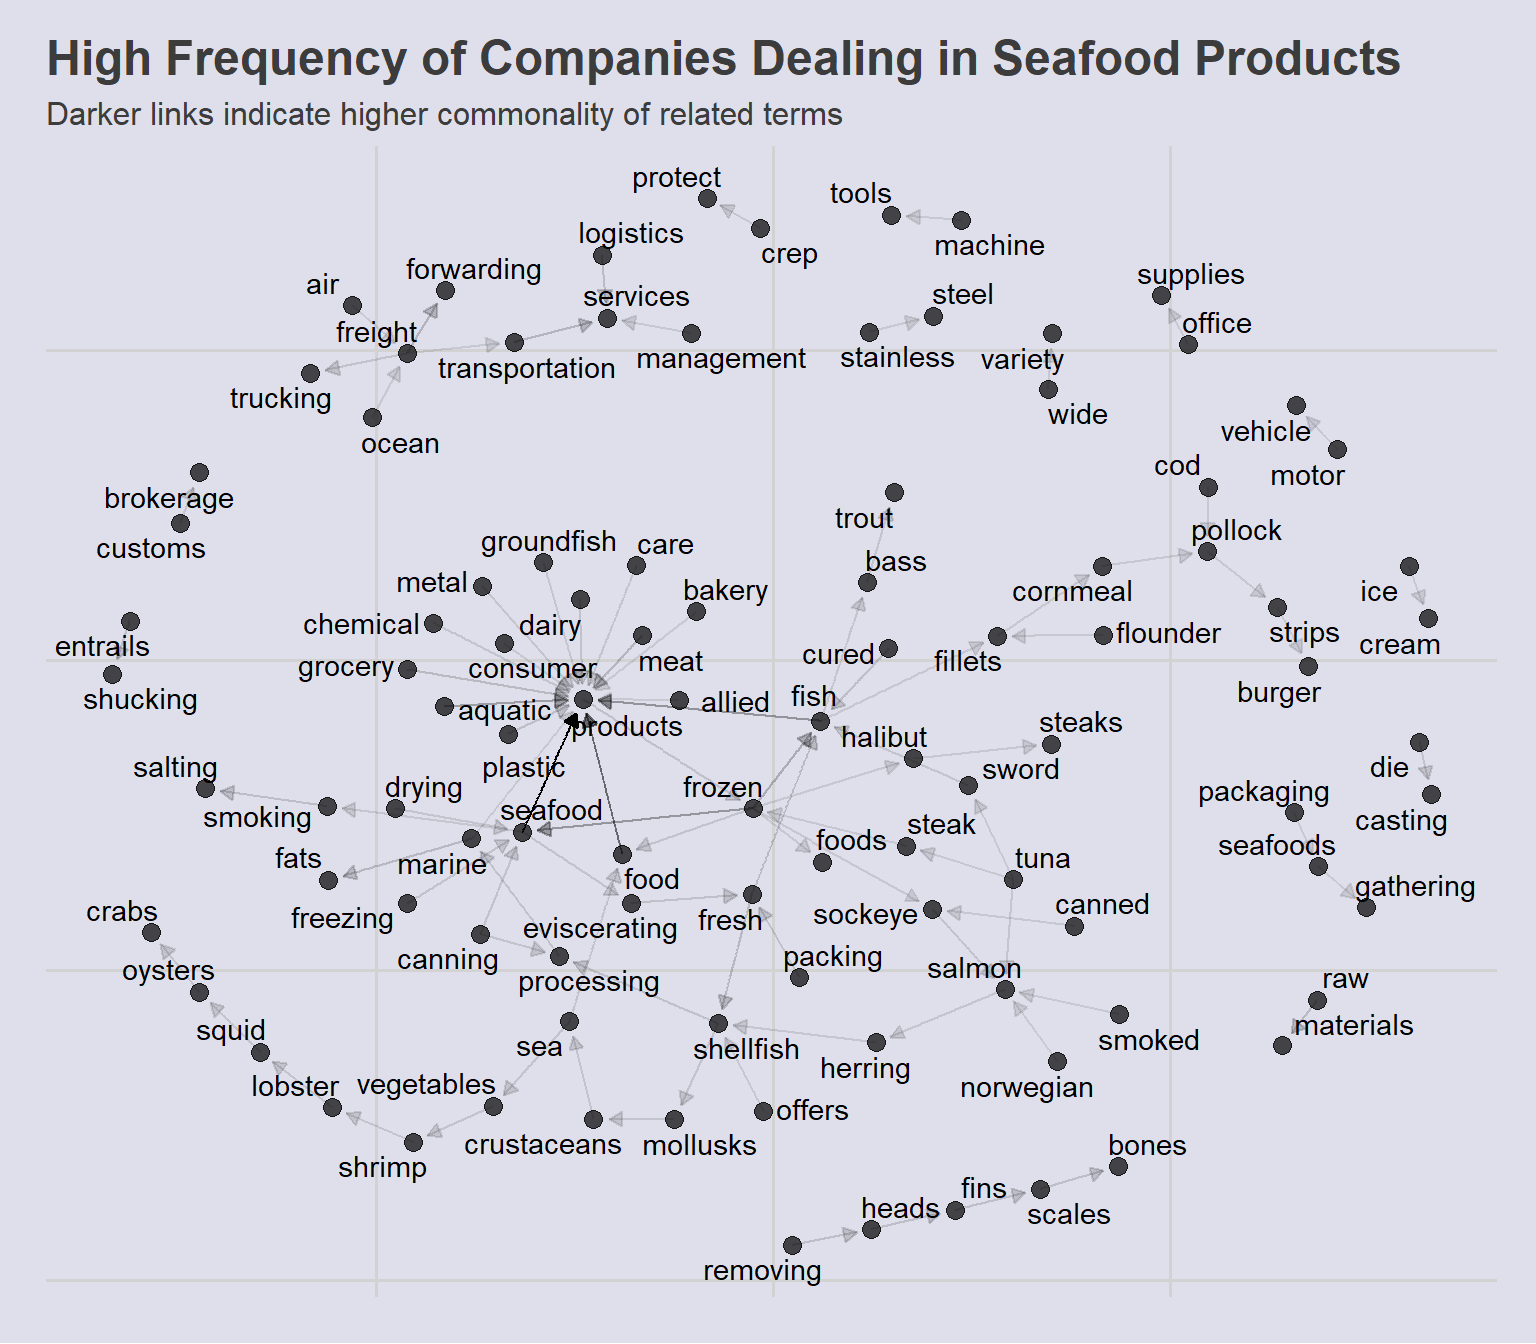 High Frequency of Companies Dealing in Seafood Products
Darker links indicate higher commonality of related terms
protect
tools
logistics
crep
machine
air
forwarding
services
steel
supplies
freight
office
transportation
management
stainless
variety
trucking
wide
ocean
vehicle
cod
motor
brokerage
trout
pollock
customs
groundfish
care
bass
metal
bakery
cornmeal
ice
chemical
dairy
flounder
strips
entrails
grocery
consumer
meat
cured
fillets
cream
shucking
aquatic
allied
fish
burger
products
halibut
steaks
salting
plastic
sword
die
drying
frozen
packaging
smoking
seafood
foods
steak
casting
fats
marine
tuna
seafoods
food
gathering
crabs
freezing
eviscerating
fresh
sockeye
canned
canning
packing
oysters
processing
salmon
raw
squid
sea
shellfish
smoked
materials
lobster
vegetables
herring
norwegian
shrimp
crustaceans
mollusks
offers
bones
heads
fins
scales
removing